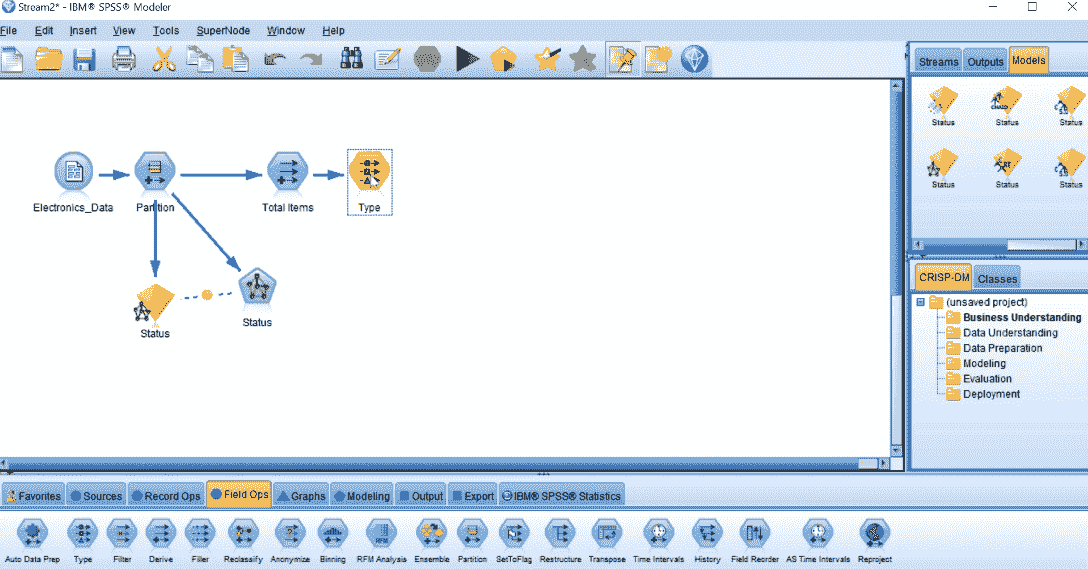 Stream2* - IBM® SPSS® Modeler
File Edit Insert View Tools SuperNode Window Help
Streams Outputs Models
Status Status Status
Status Status Status
Electronics_Data Partition Total Items Type
Status Status
CRISP-DM Classes
(unsaved project)
Business Understanding
Data Understanding
Data Preparation
Modeling
Evaluation
Deployment
Favorites Sources Record Ops Field Ops Graphs Modeling Output Export IBM® SPSS® Statistics
Auto Data Prep Type Filter Derive Filler Reclassify Anonymize Binning RFM Analysis Ensemble Partition SetToFlag Restructure Transpose Time Intervals History Field Reorder AS Time Intervals Reproject